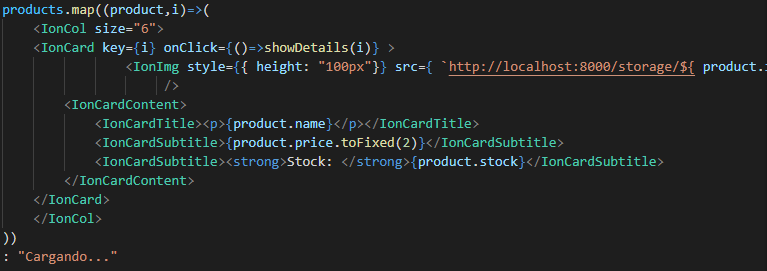 products.map((product,i)=>(
<IonCol size="6">
<IonCard key={i} onClick={()=>showDetails(i)} >
<IonImg style={{ height: "100px"}} src={ `http://localhost:8000/storage/${ product.
/>
<IonCardContent>
<IonCardTitle><p>{product.name}</p></IonCardTitle>
<IonCardSubtitle>{product.price.toFixed(2)}</IonCardSubtitle>
<IonCardSubtitle><strong>Stock: </strong>{product.stock}</IonCardSubtitle>
</IonCardContent>
</IonCard>
</IonCol>
))
: "Cargando..."